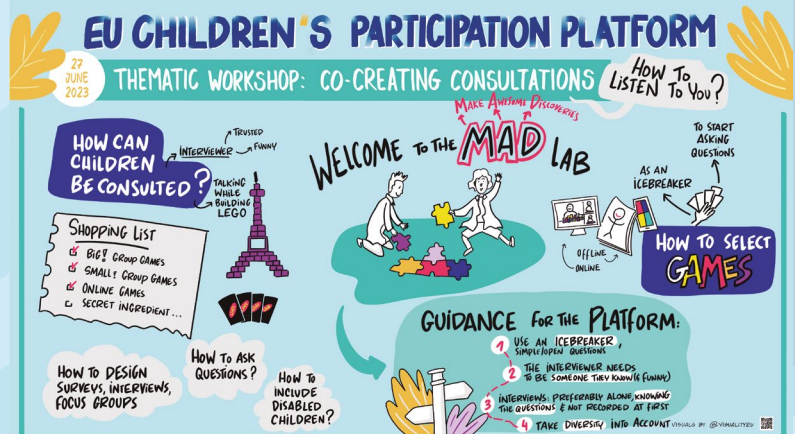 EU CHILDREN'S PARTICIPATION PLATFORM
27
JUNE
2023
THEMATIC WORKSHOP: CO-CREATING CONSULTATIONS
HOW TO
LISTEN TO YOU?
HOW CAN
CHILDREN
BE CONSULTED?
INTERVIEWER
TRUSTED
FUNNY
TALKING
WHILE
BUILDING
LEGO
SHOPPING LIST
BIG! GROUP GAMES
SMALL! GROUP GAMES
ONLINE GAMES
SECRET INGREDIENT...
HOW TO DESIGN
SURVEYS, INTERVIEWS,
FOCUS GROUPS
HOW TO ASK
QUESTIONS?
HOW TO
INCLUDE
DISABLED
CHILDREN?
MAKE AWESOME DISCOVERIES
WELCOME TO THE MAD LAB
TO START
ASKING
QUESTIONS
AS AN
ICEBREAKER
OFFLINE
ONLINE
HOW TO SELECT
GAMES
GUIDANCE FOR THE PLATFORM:
1 USE AN ICEBREAKER,
SIMPLE/OPEN QUESTIONS
2 THE INTERVIEWER NEEDS
TO BE SOMEONE THEY KNOW (& FUNNY)
3 INTERVIEWS: PREFERABLY ALONE, KNOWING
THE QUESTIONS & NOT RECORDED AT FIRST
4 TAKE DIVERSITY INTO ACCOUNT
VISUALS BY